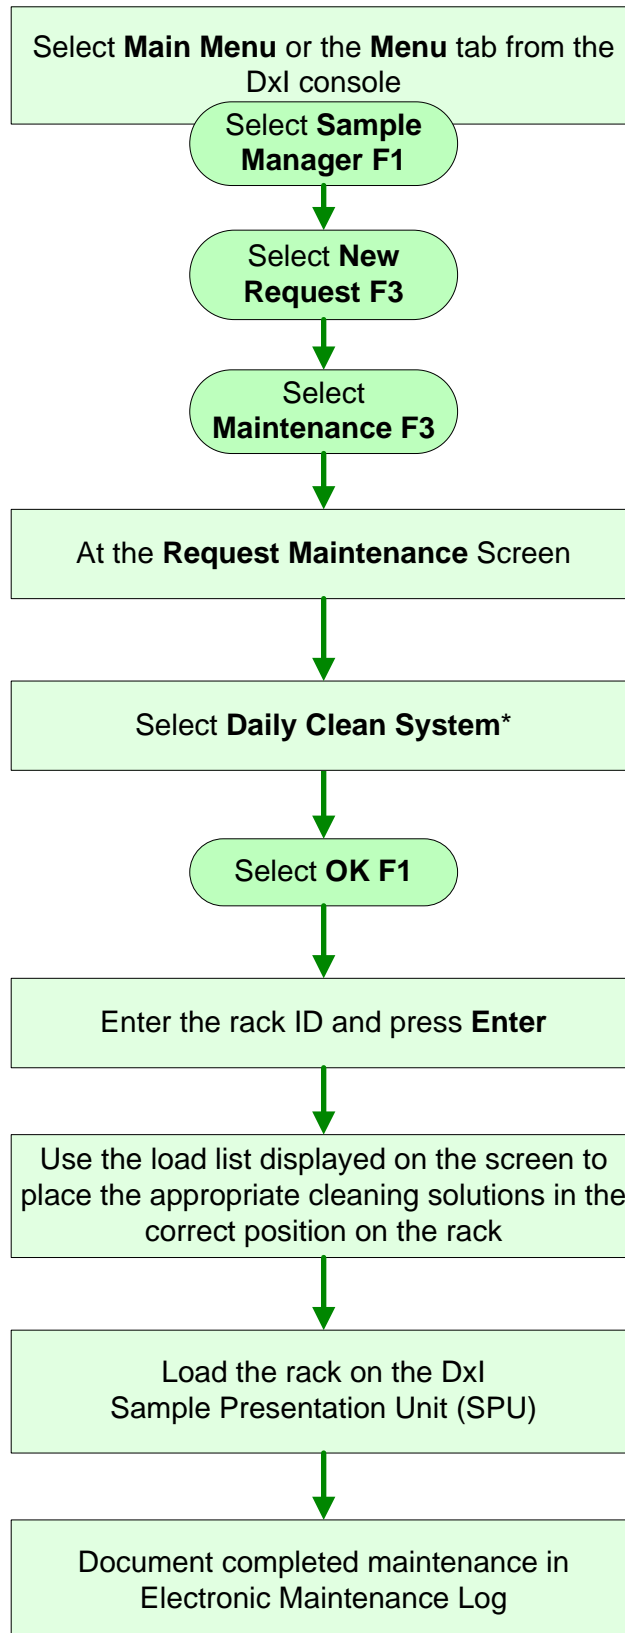 Select Main Menu or the Menu tab from the
DxI console
Select Sample
Manager F1
Select New
Request F3
Select
Maintenance F3
At the Request Maintenance Screen
Select Daily Clean System*
Select OK F1
Enter the rack ID and press Enter
Use the load list displayed on the screen to
place the appropriate cleaning solutions in the
correct position on the rack
Load the rack on the DxI
Sample Presentation Unit (SPU)
Document completed maintenance in
Electronic Maintenance Log